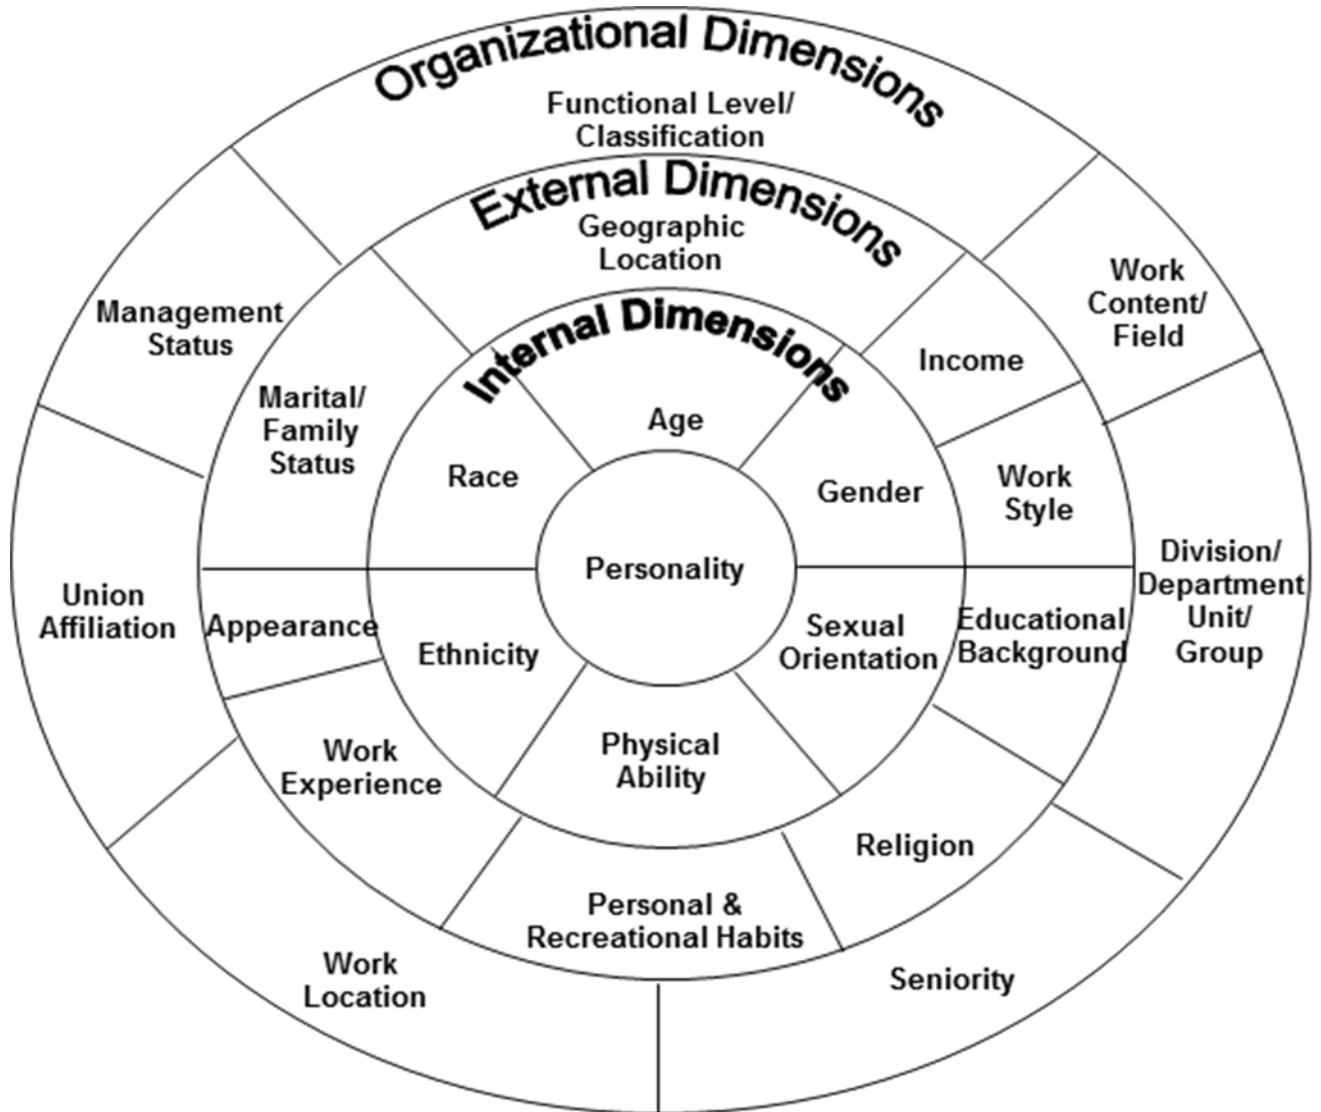 Organizational Dimensions
Functional Level/
Classification
External Dimensions
Geographic
Location
Internal Dimensions
Age
Work
Content/
Field
Management
Status
Income
Marital/
Family
Status
Race
Gender
Work
Style
Personality
Division/
Department
Unit/
Group
Union
Affiliation
Appearance
Ethnicity
Sexual
Orientation
Educational
Background
Physical
Ability
Work
Experience
Religion
Personal &
Recreational Habits
Work
Location
Seniority